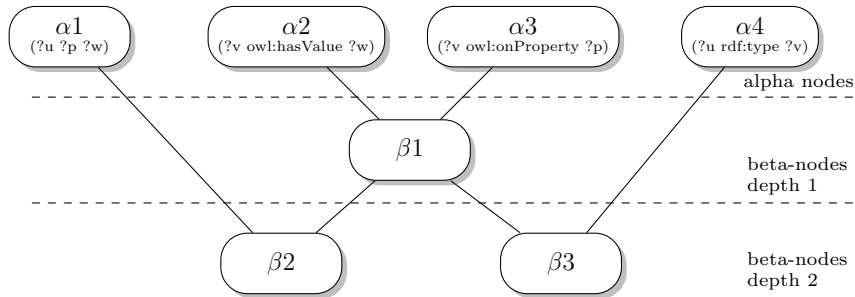 α1
(?u ?p ?w)
α2
(?v owl:hasValue ?w)
α3
(?v owl:onProperty ?p)
α4
(?u rdf:type ?v)
alpha nodes
β1
beta-nodes
depth 1
β2
β3
beta-nodes
depth 2